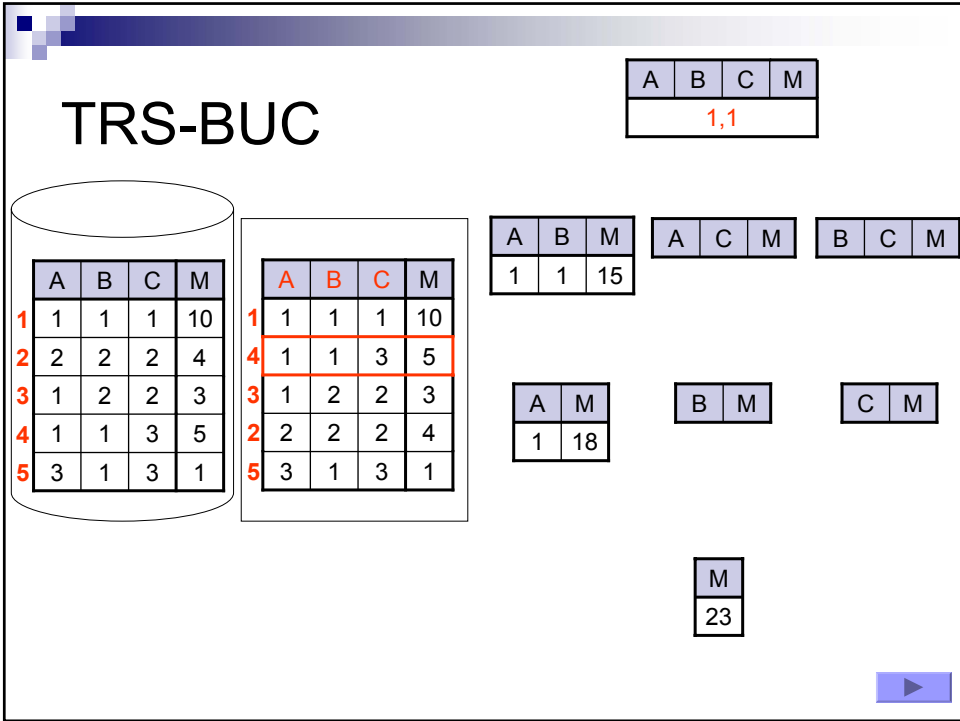 TRS-BUC
A B C M
1,1
A B C M
1 1 1 1 10
2 2 2 2 4
3 1 2 2 3
4 1 1 3 5
5 3 1 3 1
A B C M
1 1 1 1 10
4 1 1 3 5
3 1 2 2 3
2 2 2 2 4
5 3 1 3 1
A B M
1 1 15
A C M
B C M
A M
1 18
B M
C M
M
23